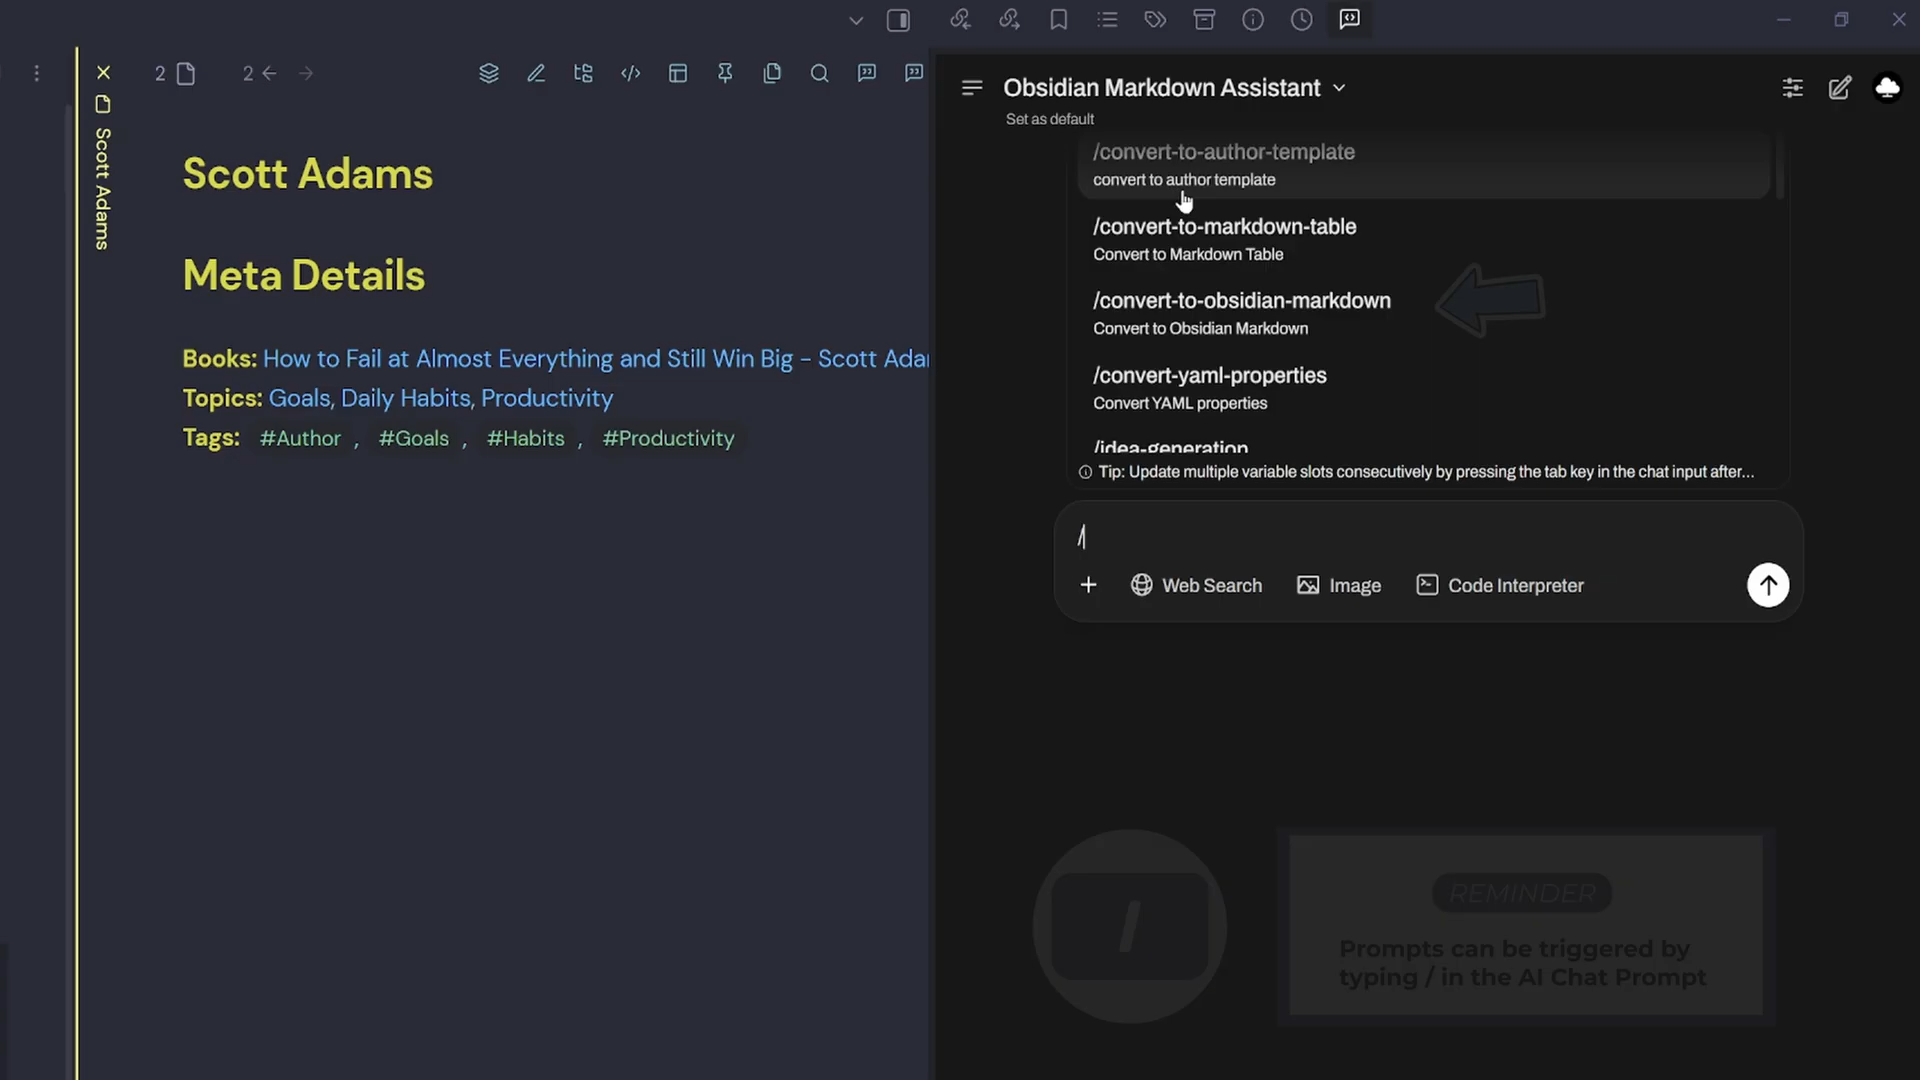 2
2
Scott Adams
Scott Adams
Meta Details
Books: How to Fail at Almost Everything and Still Win Big - Scott
Topics: Goals, Daily Habits, Productivity
Tags: #Author , #Goals , #Habits , #Productivity
Obsidian Markdown Assistant
Set as default
/convert-to-author-template
convert to author template
/convert-to-markdown-table
Convert to Markdown Table
/convert-to-obsidian-markdown
Convert to Obsidian Markdown
/convert-yaml-properties
Convert YAML properties
/idea-generation
Tip: Update multiple variable slots consecutively by pressing the tab key in the chat input after...
/
+ Web Search Image Code Interpreter
/
REMINDER
Prompts can be triggered by
typing / in the AI Chat Prompt